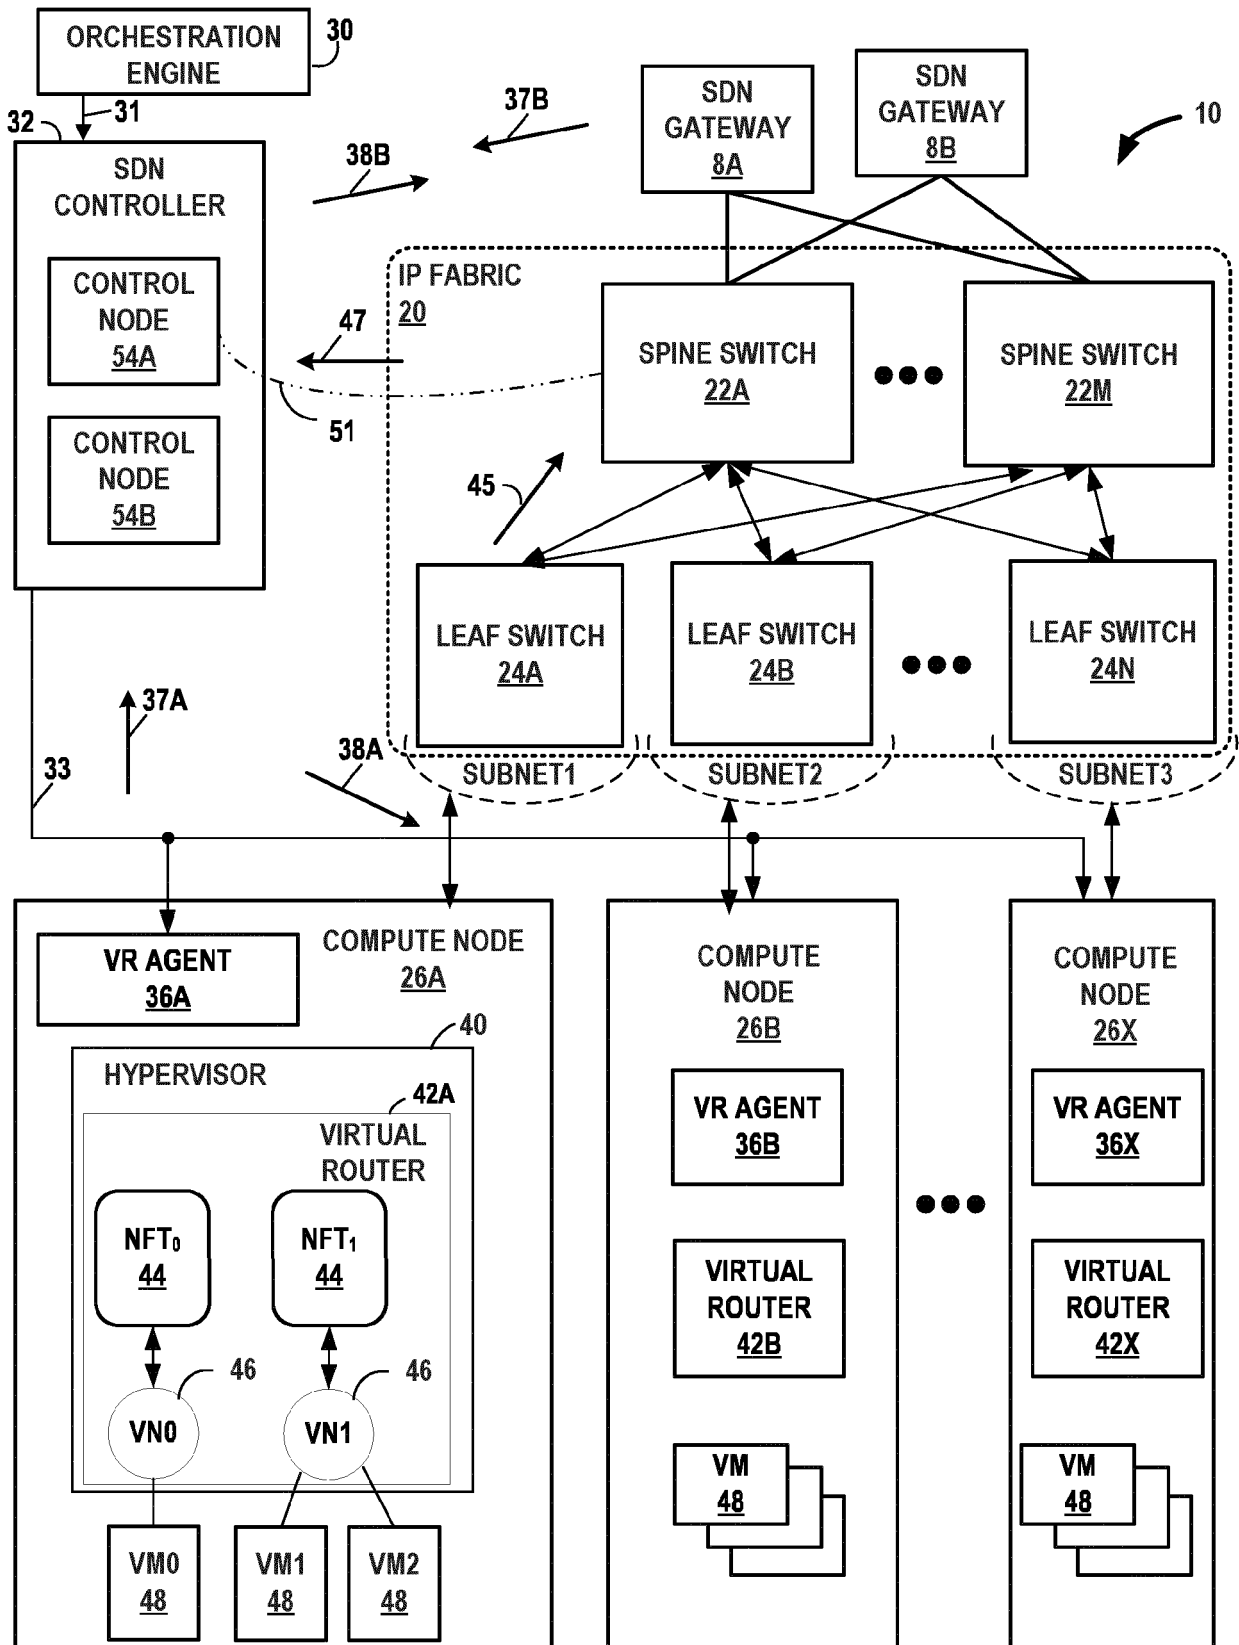 ORCHESTRATION
ENGINE
30
31
32
SDN
CONTROLLER
CONTROL
NODE
54A
CONTROL
NODE
54B
37B
38B
SDN
GATEWAY
8A
SDN
GATEWAY
8B
10
IP FABRIC
20
47
51
SPINE SWITCH
22A
SPINE SWITCH
22M
45
LEAF SWITCH
24A
LEAF SWITCH
24B
LEAF SWITCH
24N
37A
38A
33
SUBNET1
SUBNET2
SUBNET3
VR AGENT
36A
COMPUTE NODE
26A
40
HYPERVISOR
42A
VIRTUAL
ROUTER
NFT₀
44
NFT₁
44
46
46
VN0
VN1
VM0
48
VM1
48
VM2
48
COMPUTE
NODE
26B
VR AGENT
36B
VIRTUAL
ROUTER
42B
VM
48
COMPUTE
NODE
26X
VR AGENT
36X
VIRTUAL
ROUTER
42X
VM
48